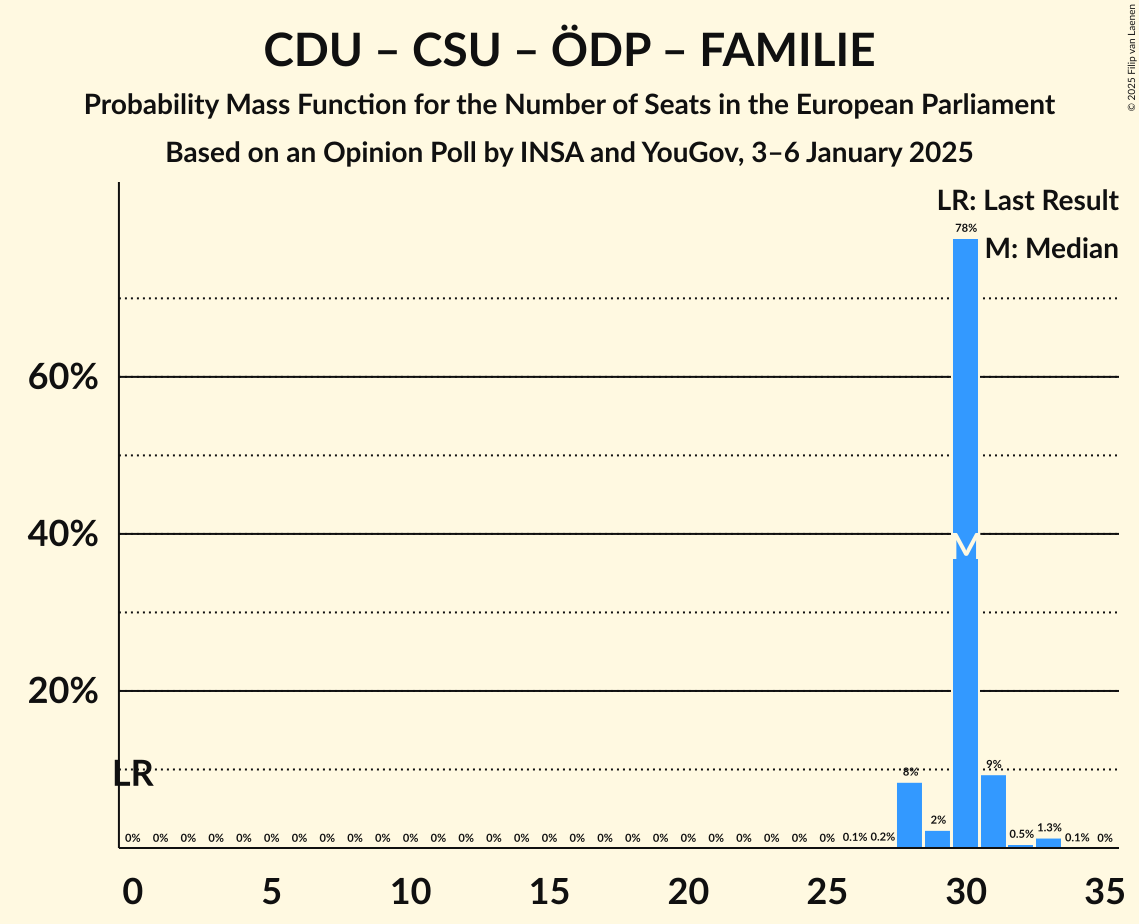 CDU – CSU – ÖDP – FAMILIE
Probability Mass Function for the Number of Seats in the European Parliament
Based on an Opinion Poll by INSA and YouGov, 3–6 January 2025
© 2025 Filip van Laenen
LR: Last Result
M: Median
78%
60%
40%
M
20%
LR
0% 0% 0% 0% 0% 0% 0% 0% 0% 0% 0% 0% 0% 0% 0% 0% 0% 0% 0% 0% 0% 0% 0% 0% 0% 0% 0.1% 0.2% 8% 2% 9% 0.5% 1.3% 0.1% 0%
0 5 10 15 20 25 30 35